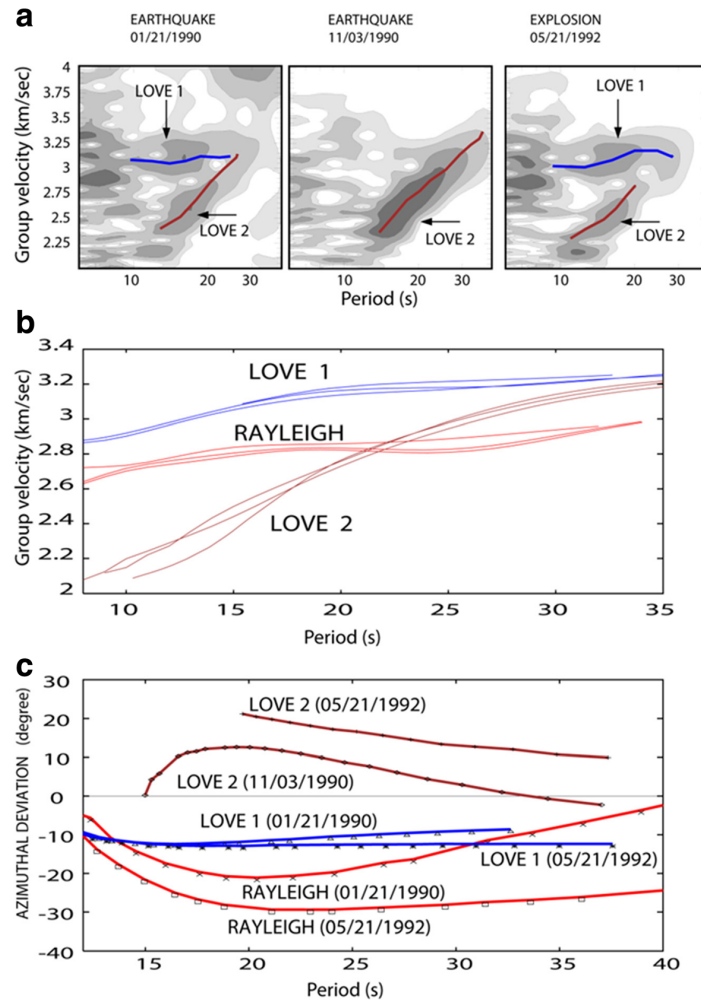 a
EARTHQUAKE
01/21/1990
EARTHQUAKE
11/03/1990
EXPLOSION
05/21/1992
Group velocity (km/sec)
4
3.75
3.5
3.25
3
2.75
2.5
2.25
LOVE 1
LOVE 2
LOVE 2
LOVE 1
LOVE 2
10 20 30
10 20 30
10 20 30
Period (s)
b
Group velocity (km/sec)
3.4
3.2
3
2.8
2.6
2.4
2.2
2
LOVE 1
RAYLEIGH
LOVE 2
10 15 20 25 30 35
Period (s)
c
AZIMUTHAL DEVIATION (degree)
30
20
10
0
-10
-20
-30
-40
LOVE 2 (05/21/1992)
LOVE 2 (11/03/1990)
LOVE 1 (01/21/1990)
LOVE 1 (05/21/1992)
RAYLEIGH (01/21/1990)
RAYLEIGH (05/21/1992)
15 20 25 30 35 40
Period (s)